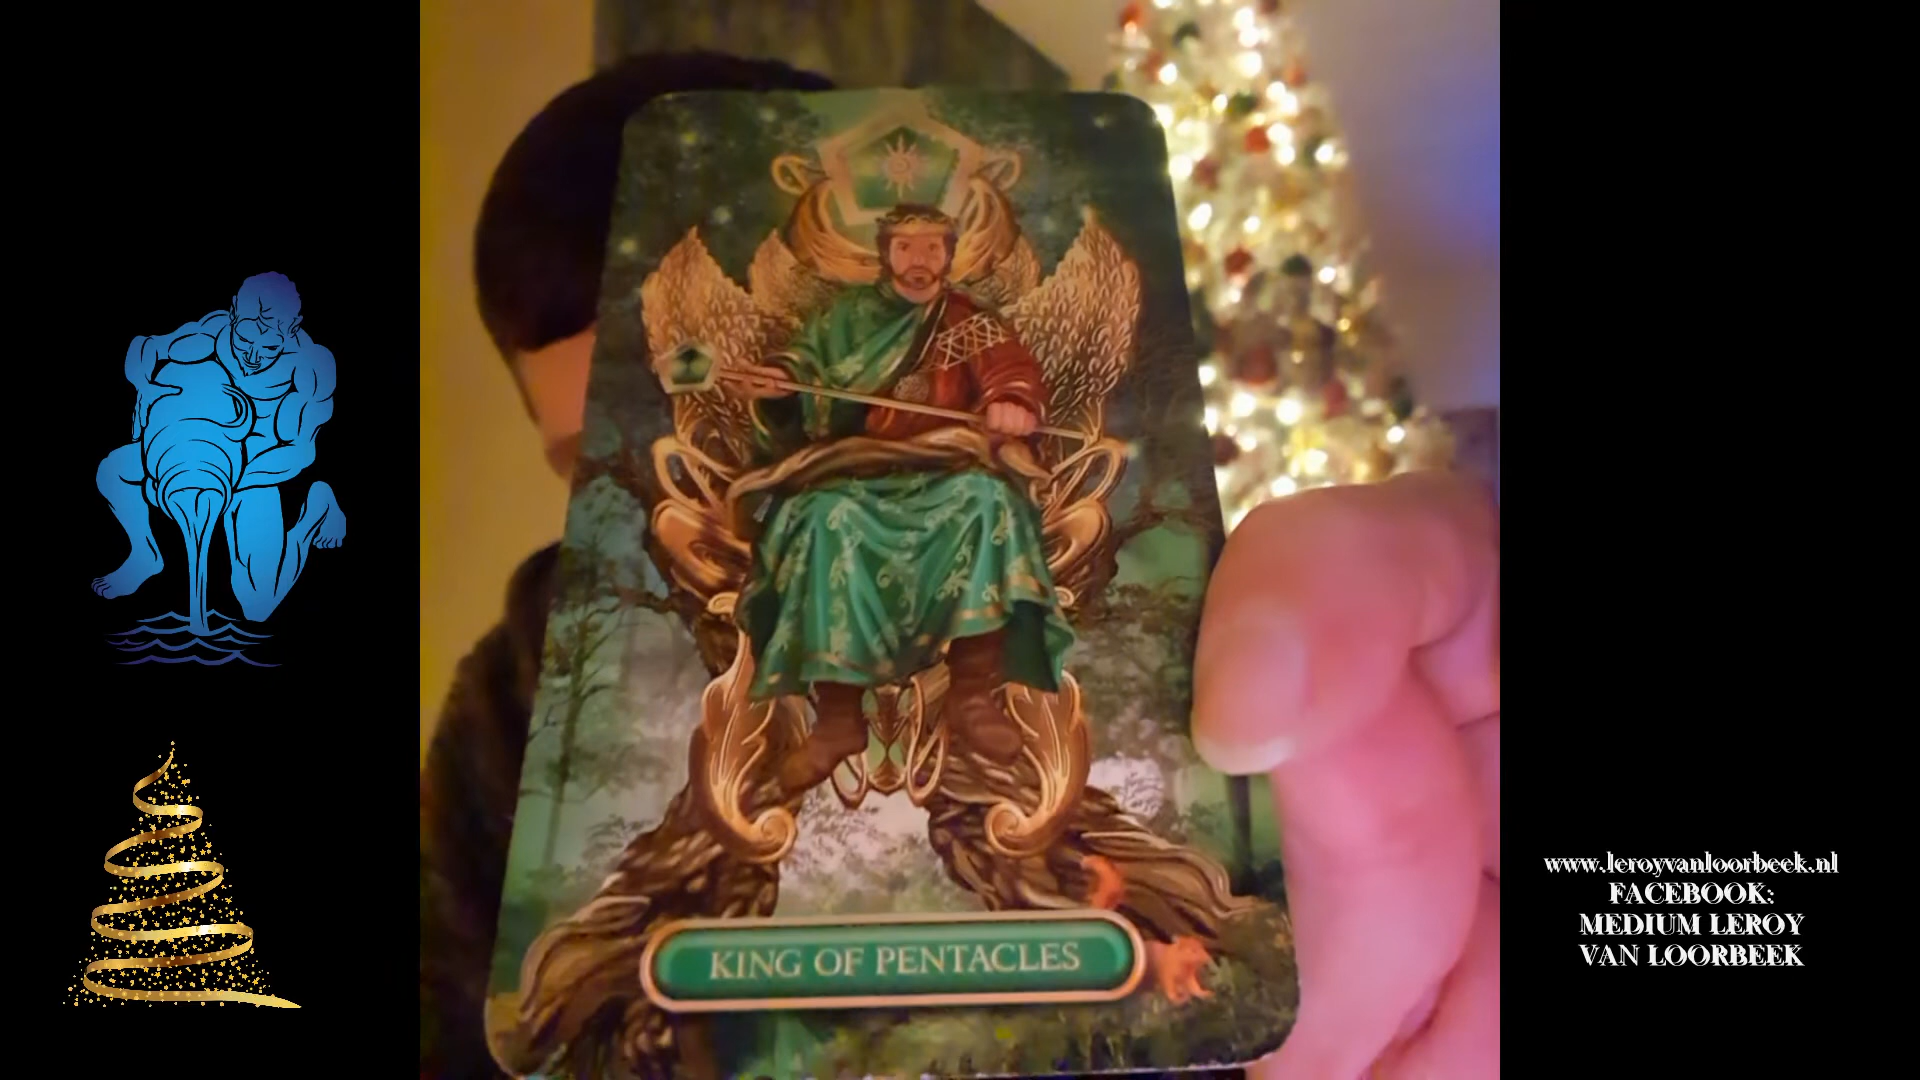 KING OF PENTACLES
www.leroyvanloorbeek.nl
FACEBOOK:
MEDIUM LEROY
VAN LOORBEEK